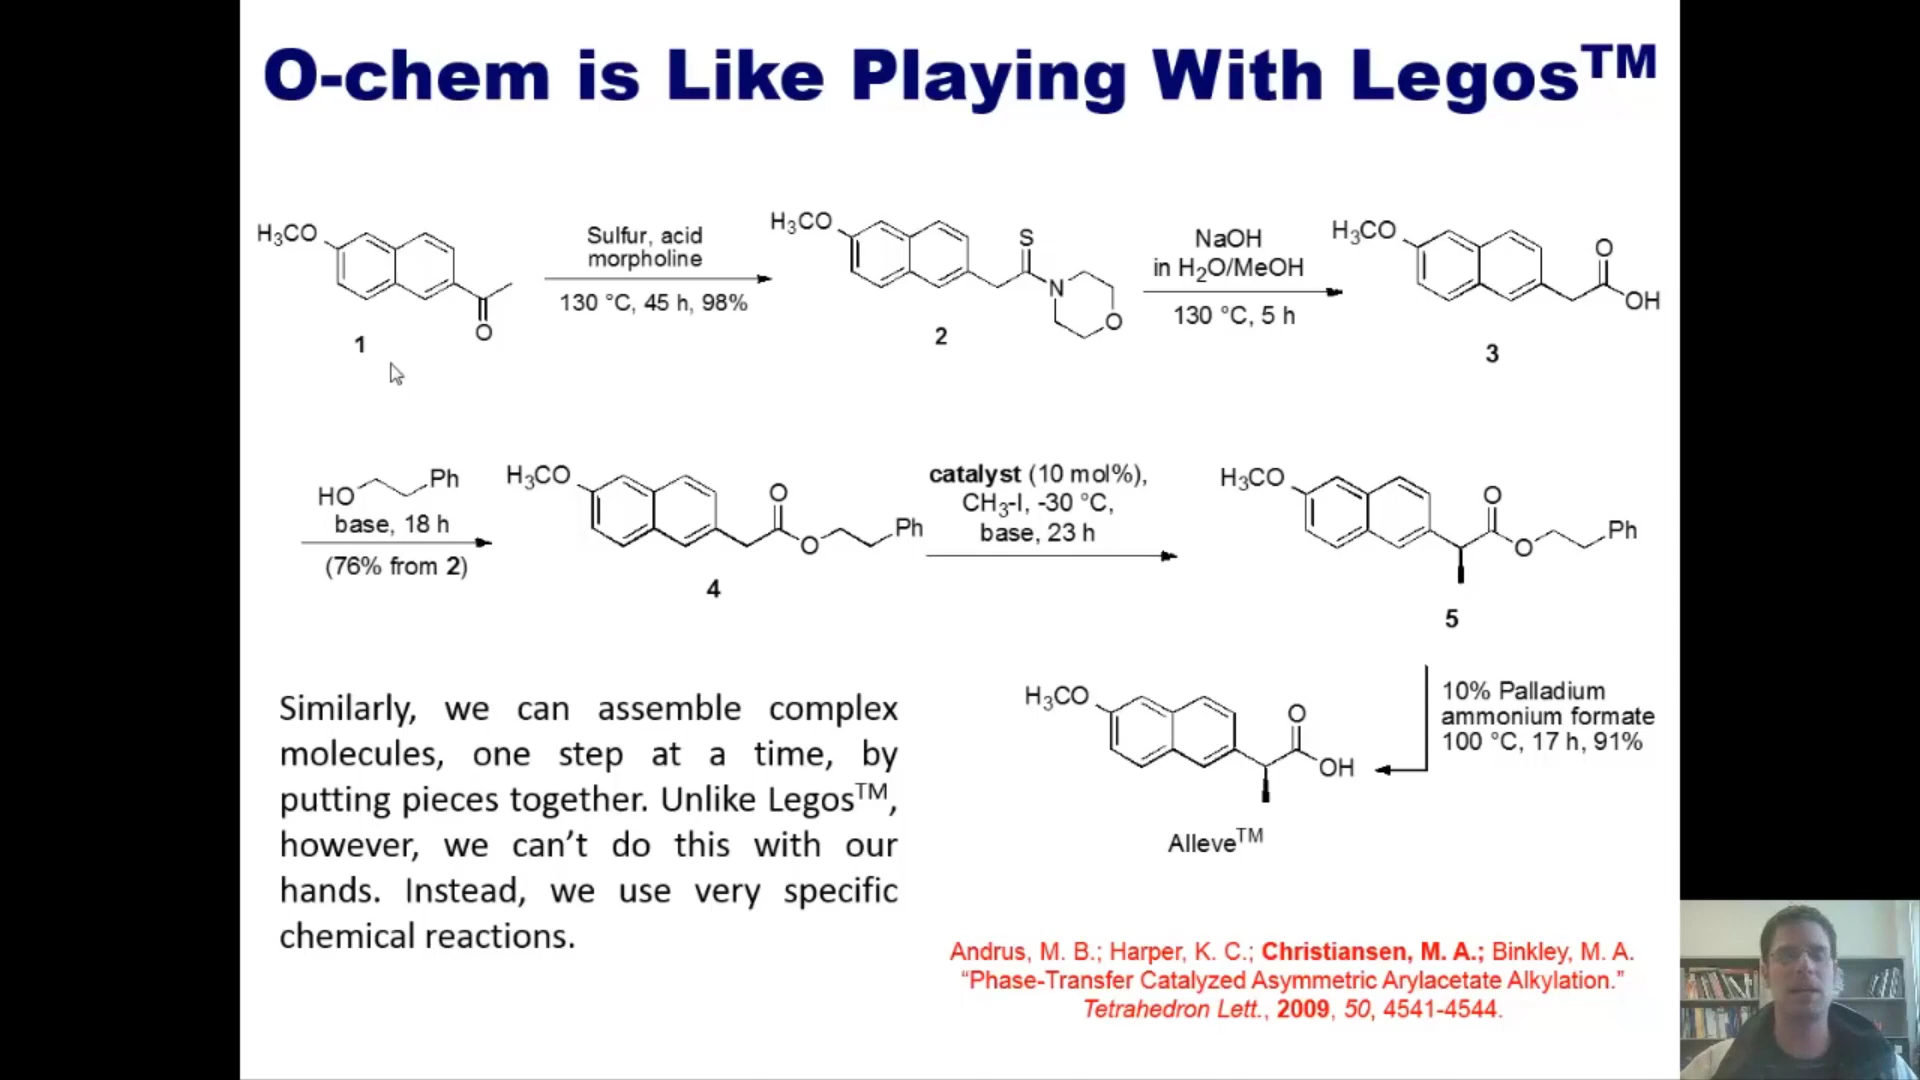 O-chem is Like Playing With Legos™
H₃CO
O
1
Sulfur, acid
morpholine
130 °C, 45 h, 98%
H₃CO
S
N
O
2
NaOH
in H₂O/MeOH
130 °C, 5 h
H₃CO
O
OH
3
HO
Ph
base, 18 h
(76% from 2)
H₃CO
O
O
Ph
4
catalyst (10 mol%),
CH₃-I, -30 °C,
base, 23 h
H₃CO
O
O
Ph
5
10% Palladium
ammonium formate
100 °C, 17 h, 91%
H₃CO
O
OH
Alleve™
Similarly, we can assemble complex
molecules, one step at a time, by
putting pieces together. Unlike Legos™,
however, we can’t do this with our
hands. Instead, we use very specific
chemical reactions.
Andrus, M. B.; Harper, K. C.; Christiansen, M. A.; Binkley, M. A.
“Phase-Transfer Catalyzed Asymmetric Arylacetate Alkylation.”
Tetrahedron Lett., 2009, 50, 4541-4544.